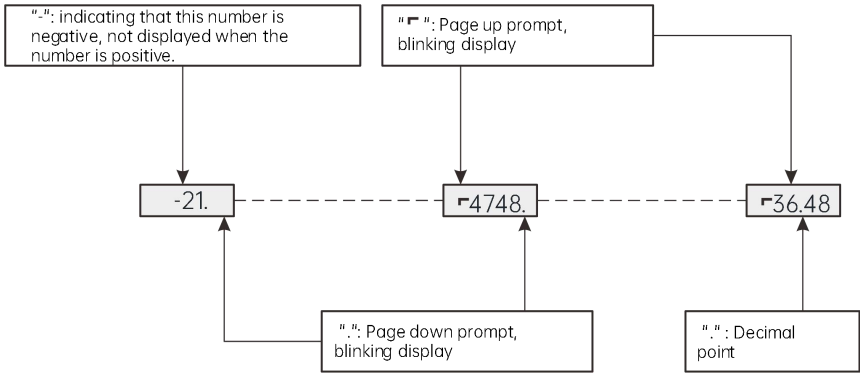 "-": indicating that this number is
negative, not displayed when the
number is positive.
"⌜": Page up prompt,
blinking display
-21.
⌜4748.
⌜36.48
".": Page down prompt,
blinking display
"." : Decimal
point